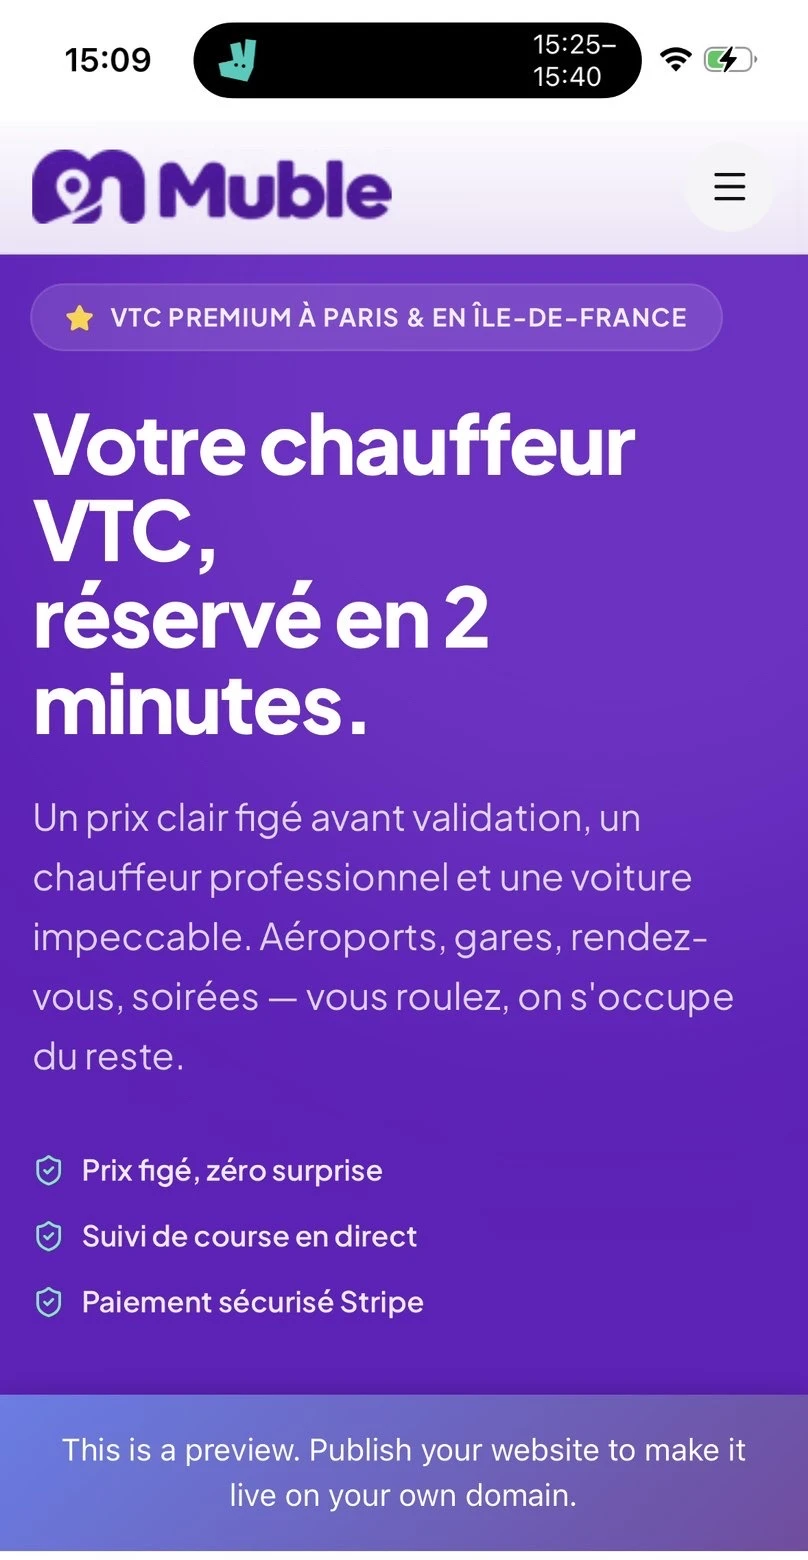 15:09
15:25–
15:40
Muble
VTC PREMIUM À PARIS & EN ÎLE-DE-FRANCE
Votre chauffeur
VTC,
réservé en 2
minutes.
Un prix clair figé avant validation, un
chauffeur professionnel et une voiture
impeccable. Aéroports, gares, rendez-
vous, soirées — vous roulez, on s'occupe
du reste.
Prix figé, zéro surprise
Suivi de course en direct
Paiement sécurisé Stripe
This is a preview. Publish your website to make it
live on your own domain.